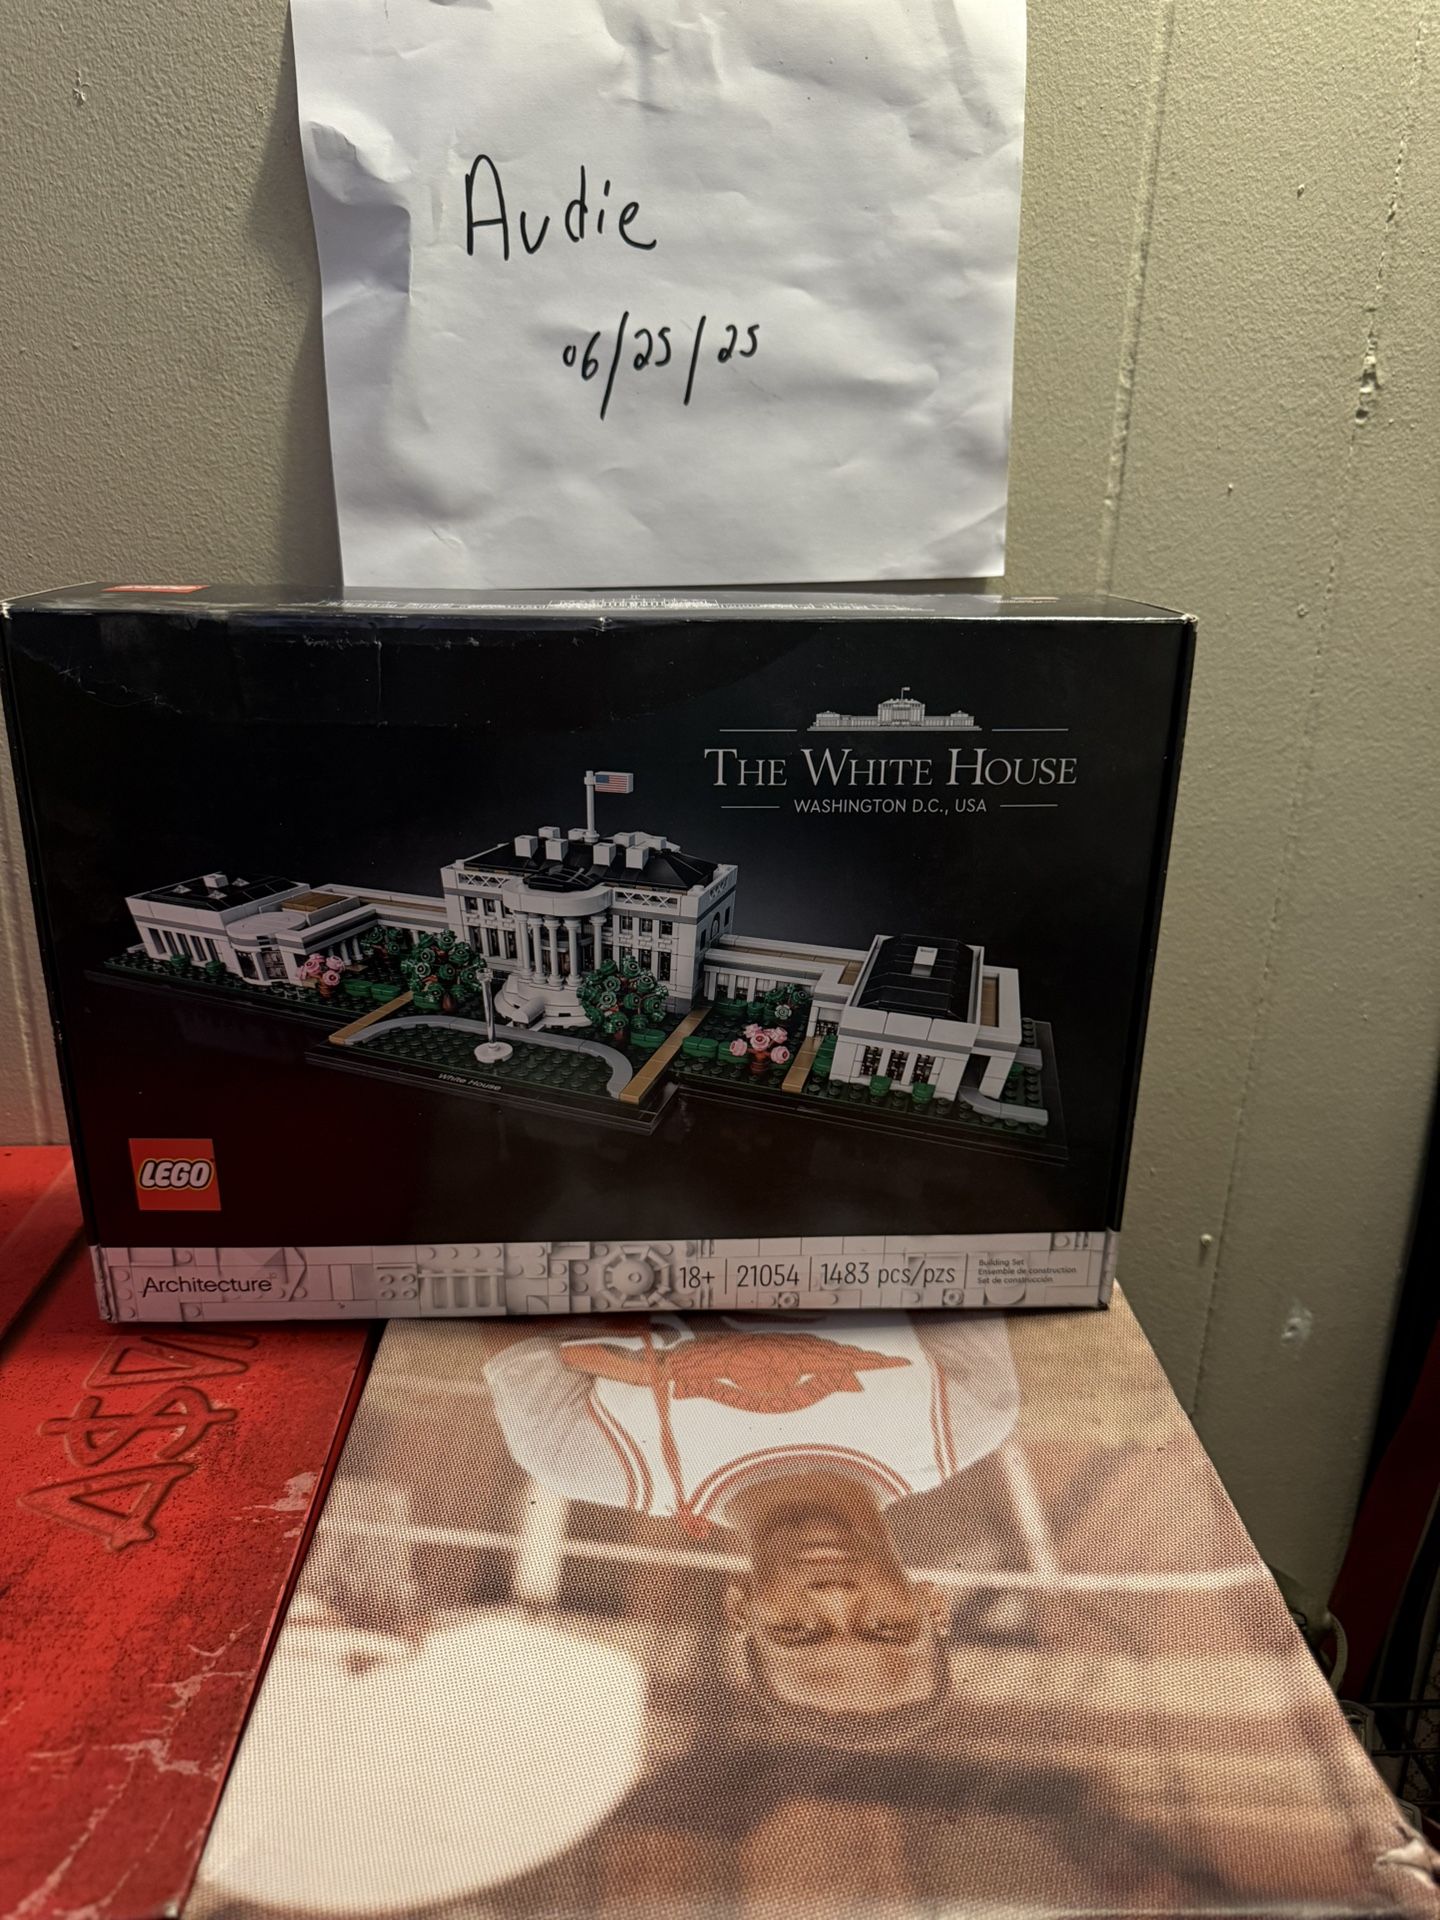 Audie
06/25/25
THE WHITE HOUSE
WASHINGTON D.C., USA
White House
LEGO
Architecture
18+ | 21054 | 1483 pcs/pzs
Building Set
Ensemble de construction
Set de construcción